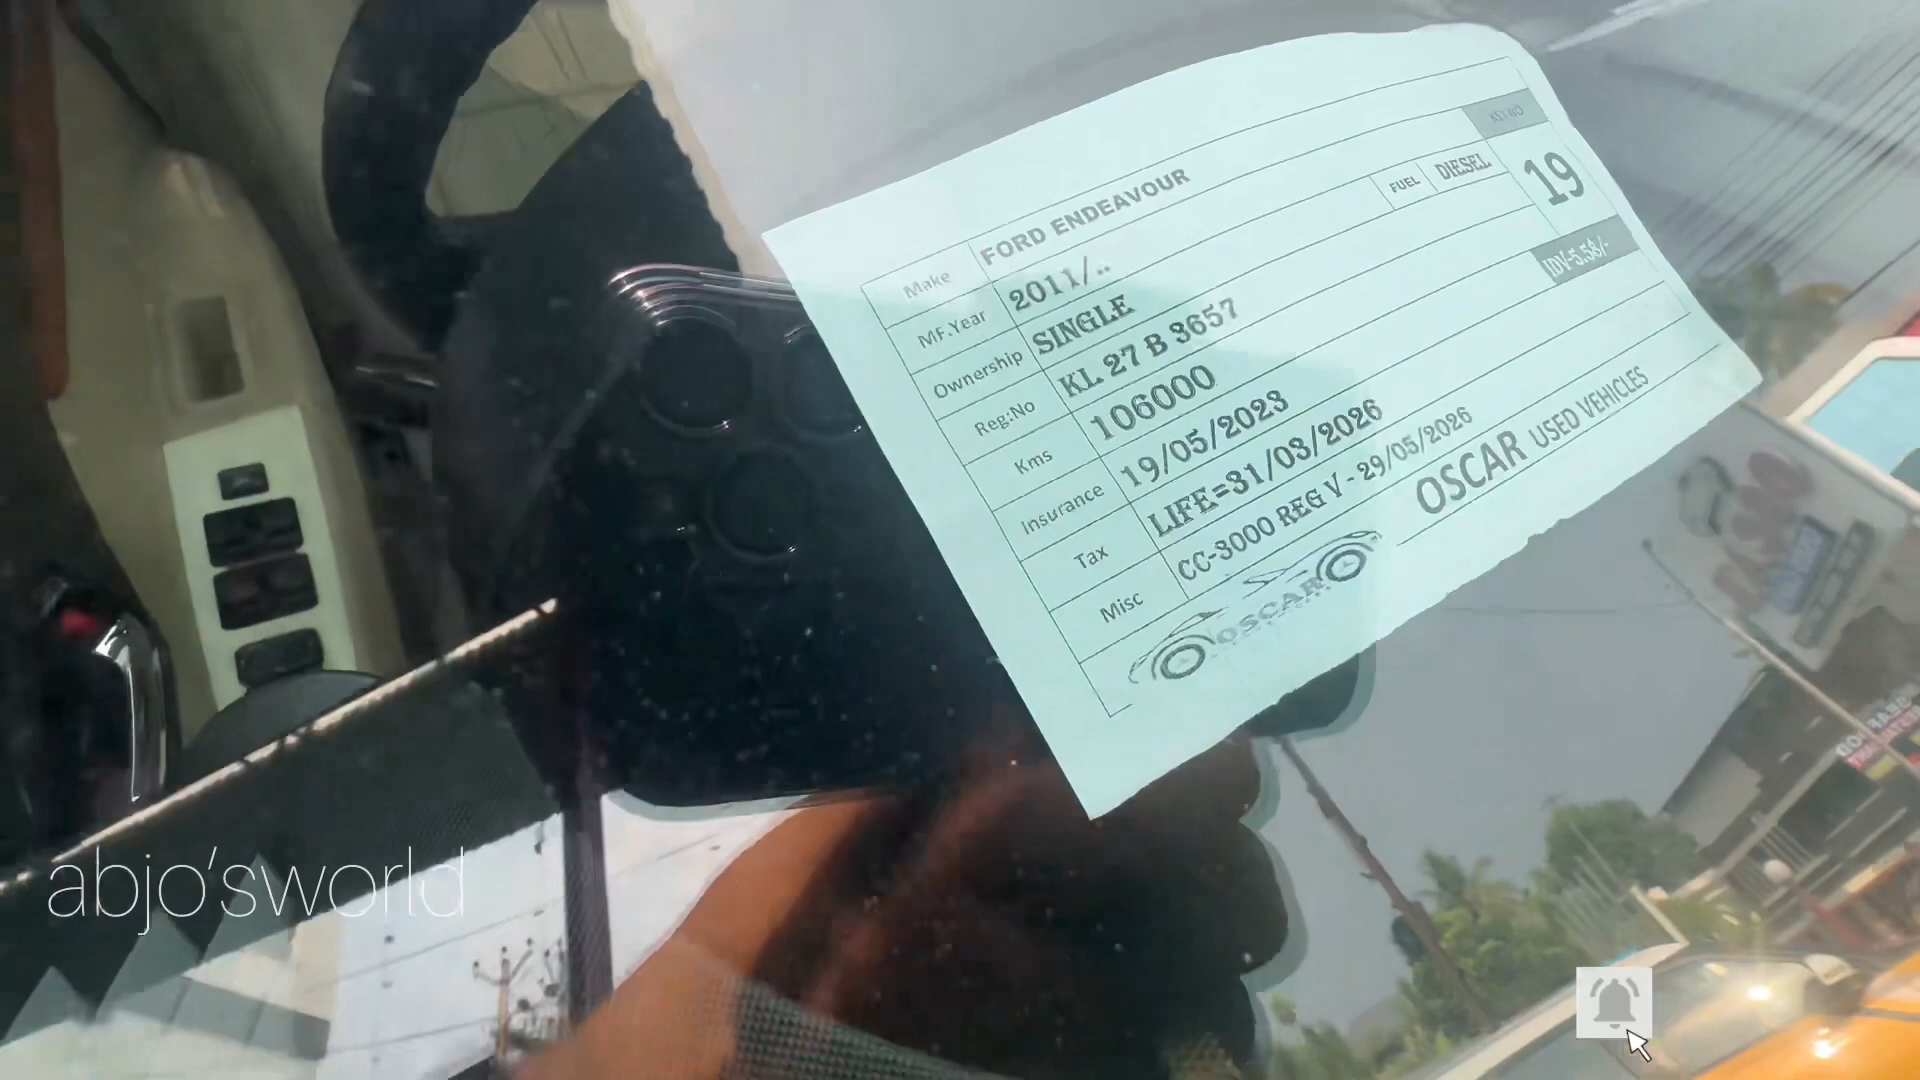 Make FORD ENDEAVOUR
KEY NO
MF.Year 2011/.. FUEL DIESEL 19
Ownership SINGLE
Reg:No KL 27 B 3657 IDV-5.58/-
Kms 106000
Insurance 19/05/2023
Tax LIFE=31/03/2026
Misc CC-3000 REG V - 29/05/2026
OSCAR
OSCAR USED VEHICLES
abjo'sworld